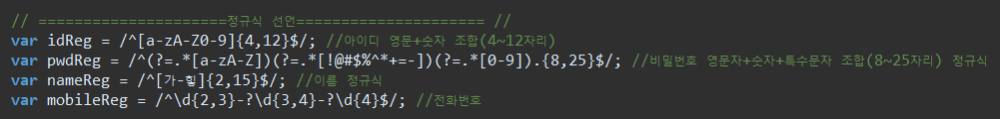 // =====================정규식 선언===================== //
var idReg = /^[a-zA-Z0-9]{4,12}$/; //아이디 영문+숫자 조합(4~12자리)
var pwdReg = /^(?=.*[a-zA-Z])(?=.*[!@#$%^*+=-])(?=.*[0-9]).{8,25}$/; //비밀번호 영문자+숫자+특수문자 조합(8~25자리) 정규식
var nameReg = /^[가-힣]{2,15}$/; //이름 정규식
var mobileReg = /^\d{2,3}-?\d{3,4}-?\d{4}$/; //전화번호